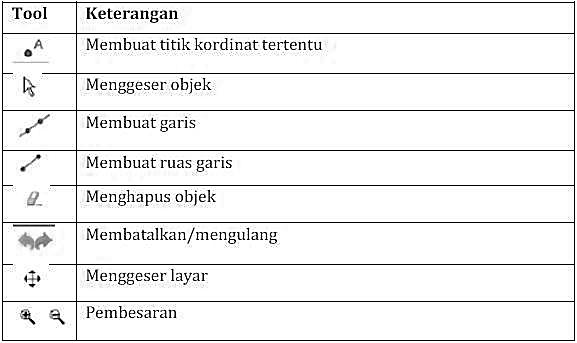 Tool Keterangan
A Membuat titik kordinat tertentu
Menggeser objek
Membuat garis
Membuat ruas garis
Menghapus objek
Membatalkan/mengulang
Menggeser layar
Pembesaran